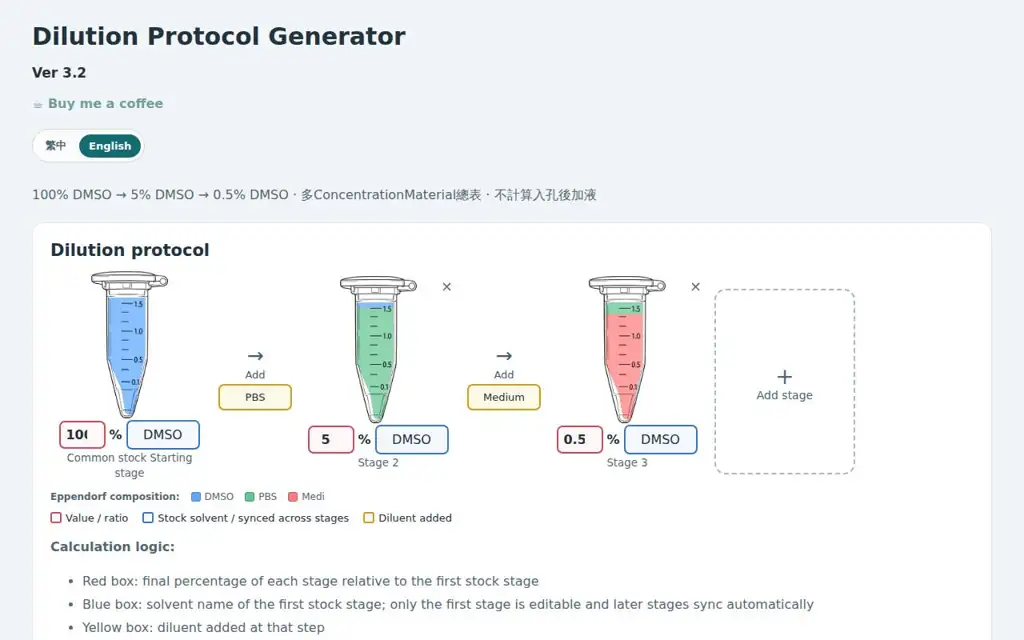 Dilution Protocol Generator
Ver 3.2
☕ Buy me a coffee
繁中 English
100% DMSO → 5% DMSO → 0.5% DMSO · 多ConcentrationMaterial總表 · 不計算入孔後加液
Dilution protocol
1.5
1.0
0.5
0.1
→
Add
PBS
×
1.5
1.0
0.5
0.1
→
Add
Medium
×
1.5
1.0
0.5
0.1
+
Add stage
% DMSO
Common stock Starting
stage
5 % DMSO
Stage 2
0.5 % DMSO
Stage 3
Eppendorf composition: DMSO PBS Medi
Value / ratio Stock solvent / synced across stages Diluent added
Calculation logic:
• Red box: final percentage of each stage relative to the first stock stage
• Blue box: solvent name of the first stock stage; only the first stage is editable and later stages sync automatically
• Yellow box: diluent added at that step